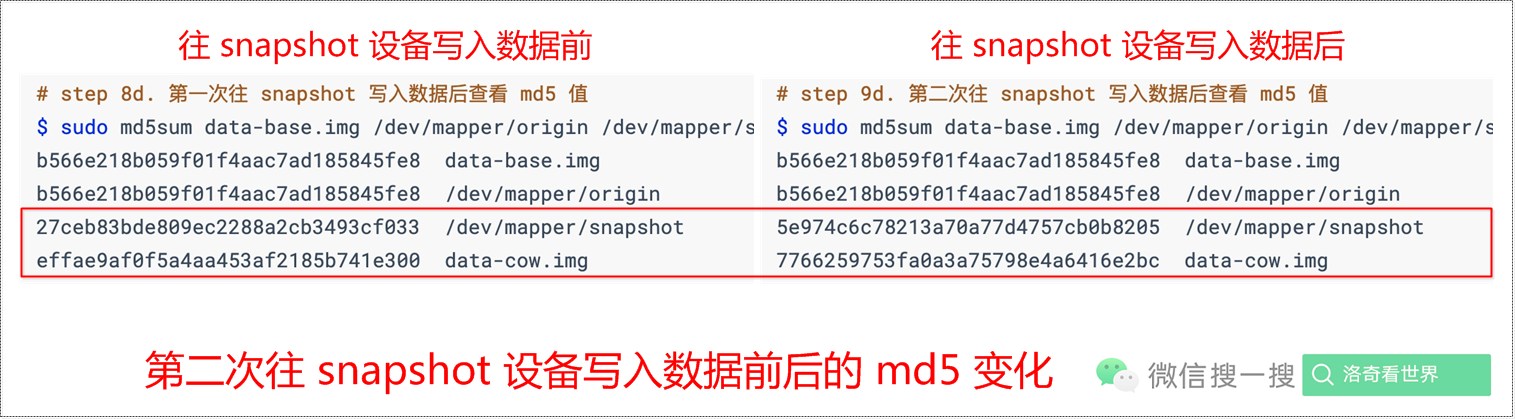 往 snapshot 设备写入数据前
# step 8d. 第一次往 snapshot 写入数据后查看 md5 值
$ sudo md5sum data-base.img /dev/mapper/origin /dev/mapper/s
b566e218b059f01f4aac7ad185845fe8  data-base.img
b566e218b059f01f4aac7ad185845fe8  /dev/mapper/origin
27ceb83bde809ec2288a2cb3493cf033  /dev/mapper/snapshot
effae9af0f5a4aa453af2185b741e300  data-cow.img
往 snapshot 设备写入数据后
# step 9d. 第二次往 snapshot 写入数据后查看 md5 值
$ sudo md5sum data-base.img /dev/mapper/origin /dev/mapper/s
b566e218b059f01f4aac7ad185845fe8  data-base.img
b566e218b059f01f4aac7ad185845fe8  /dev/mapper/origin
5e974c6c78213a70a77d4757cb0b8205  /dev/mapper/snapshot
7766259753fa0a3a75798e4a6416e2bc  data-cow.img
第二次往 snapshot 设备写入数据前后的 md5 变化
微信搜一搜
洛奇看世界